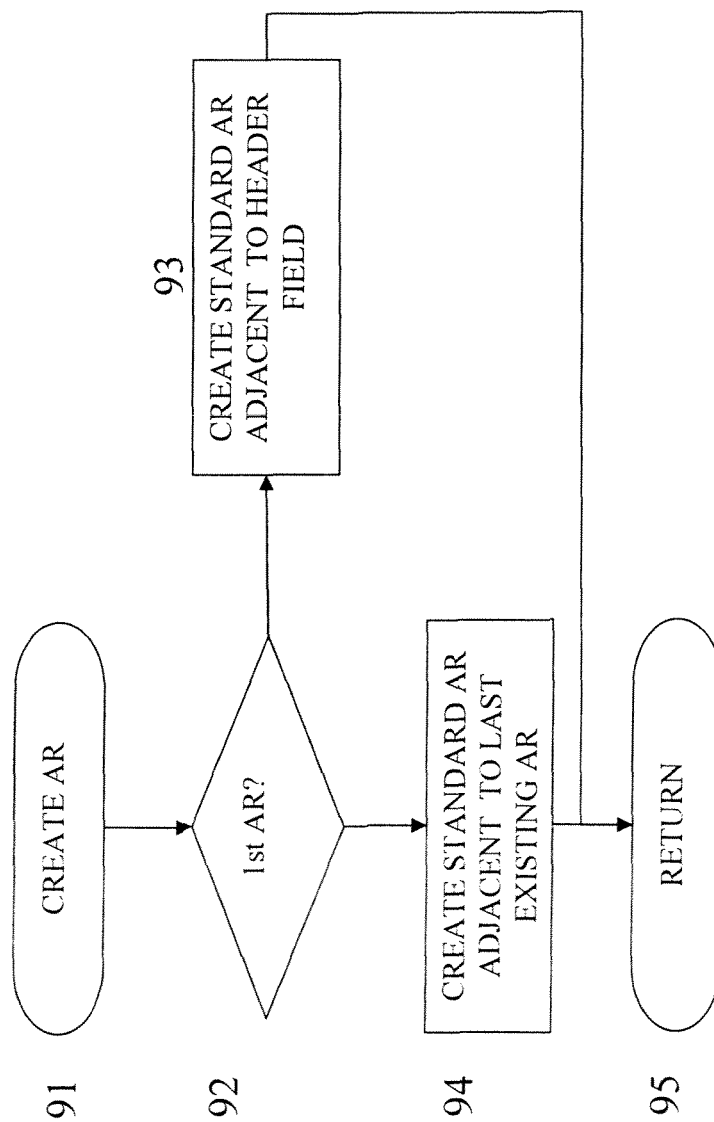 91
CREATE AR
92
1st AR?
93
CREATE STANDARD AR
ADJACENT TO HEADER
FIELD
94
CREATE STANDARD AR
ADJACENT TO LAST
EXISTING AR
95
RETURN